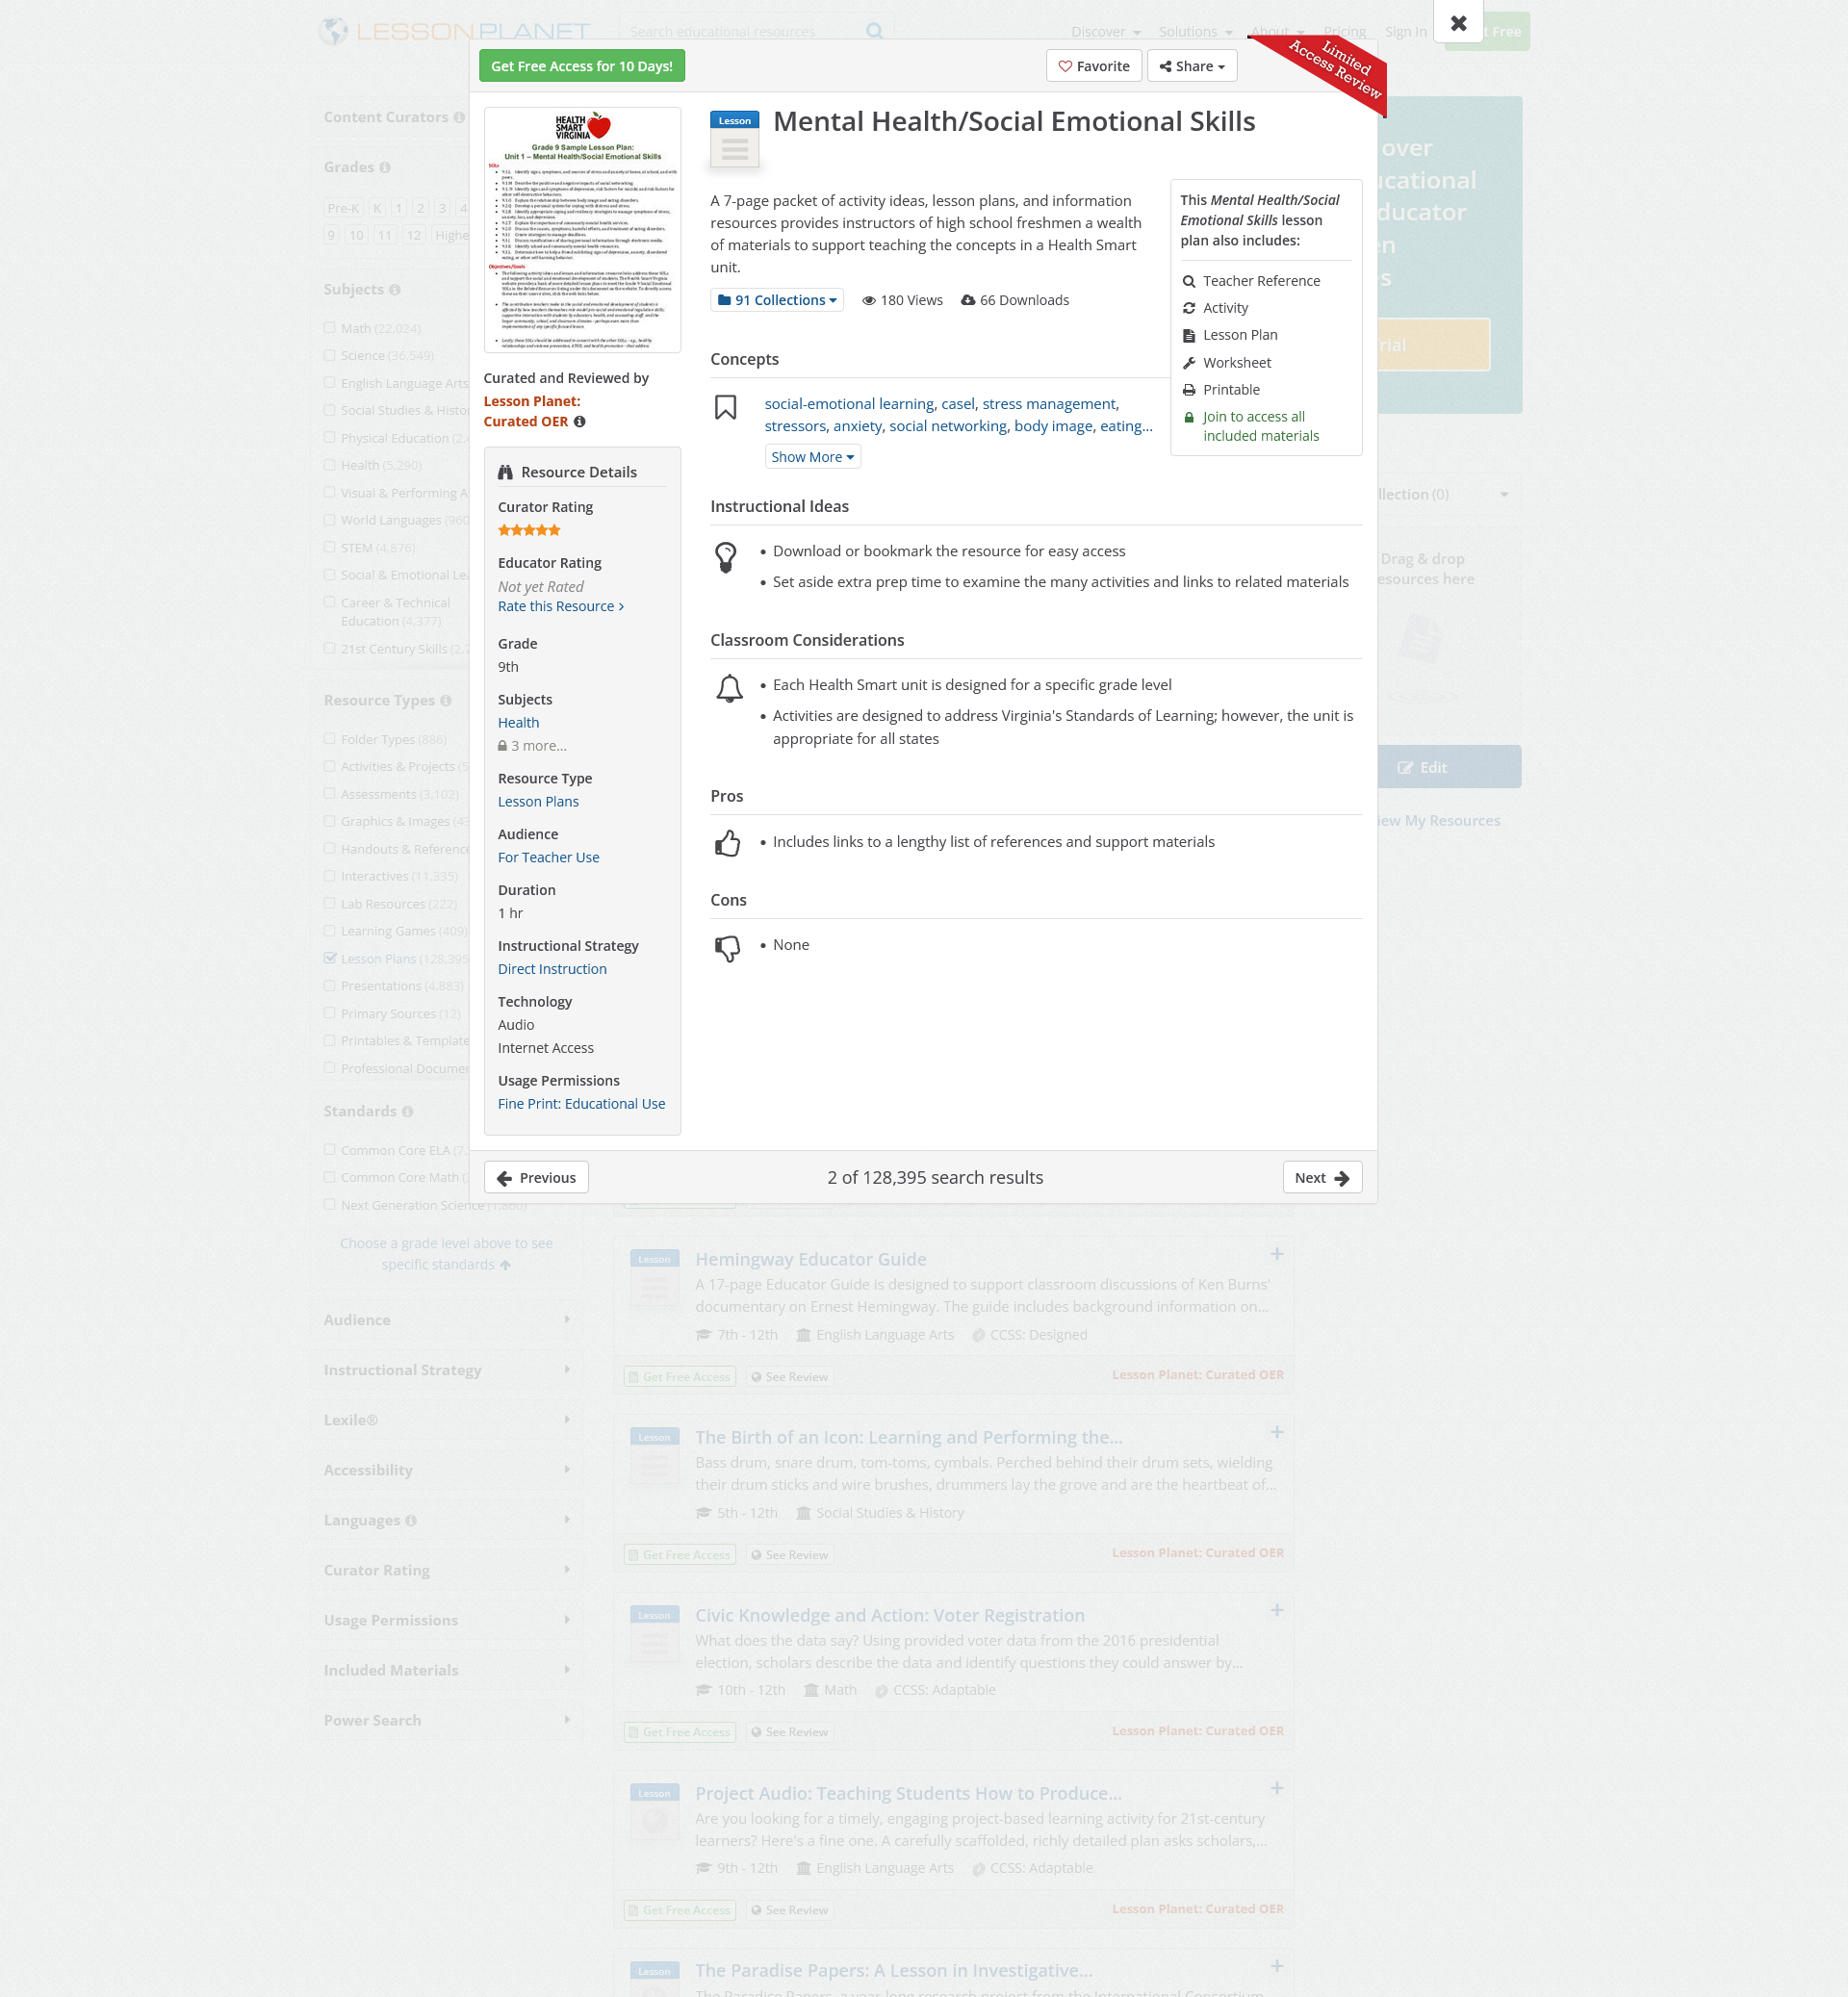 LESSONPLANET
Search educational resources
Discover
Solutions
About
Pricing
Sign In
Free
Get Free Access for 10 Days!
Favorite
Share
Limited
Access Review
Content Curators
Grades
Pre-K K 1 2 3 4
9 10 11 12
Subjects
Math (22,024)
Science (36,549)
English Language Arts
Social Studies &
Physical Education
Health (5,290)
Visual & Performing
World Languages (960
STEM (4,876)
Social & Emotional
Career & Technical
Education (4,377)
21st Century Skills
Resource Types
Folder Types (886)
Activities & Projects
Assessments (3,102)
Graphics & Images
Handouts &
Interactives (11,335)
Lab Resources (222)
Learning Games (409)
Lesson Plans (128,395
Presentations (4,883)
Primary Sources (12)
Printables &
Professional
Standards
Common Core ELA
Common Core Math
Next Generation Science
Choose a grade level above to see
specific standards
Audience
Instructional Strategy
Lexile®
Accessibility
Languages
Curator Rating
Usage Permissions
Included Materials
Power Search
HEALTH
SMART
VIRGINIA
Grade 9 Sample Lesson Plan:
Unit 1 – Mental Health/Social Emotional Skills
Curated and Reviewed by
Lesson Planet:
Curated OER
Resource Details
Curator Rating
Educator Rating
Not yet Rated
Rate this Resource
Grade
9th
Subjects
Health
3 more...
Resource Type
Lesson Plans
Audience
For Teacher Use
Duration
1 hr
Instructional Strategy
Direct Instruction
Technology
Audio
Internet Access
Usage Permissions
Fine Print: Educational Use
Lesson
Mental Health/Social Emotional Skills
A 7-page packet of activity ideas, lesson plans, and information
resources provides instructors of high school freshmen a wealth
of materials to support teaching the concepts in a Health Smart
unit.
91 Collections
180 Views
66 Downloads
This Mental Health/Social
Emotional Skills lesson
plan also includes:
Teacher Reference
Activity
Lesson Plan
Worksheet
Printable
Join to access all
included materials
Concepts
social-emotional learning, casel, stress management,
stressors, anxiety, social networking, body image, eating...
Show More
Instructional Ideas
• Download or bookmark the resource for easy access
• Set aside extra prep time to examine the many activities and links to related materials
Classroom Considerations
• Each Health Smart unit is designed for a specific grade level
• Activities are designed to address Virginia's Standards of Learning; however, the unit is
appropriate for all states
Pros
• Includes links to a lengthy list of references and support materials
Cons
• None
Previous
2 of 128,395 search results
Next
over
Drag & drop
here
Edit
My Resources
Lesson
Hemingway Educator Guide
A 17-page Educator Guide is designed to support classroom discussions of Ken Burns'
documentary on Ernest Hemingway. The guide includes background information on...
7th - 12th
English Language Arts
CCSS: Designed
Get Free Access
See Review
Lesson Planet: Curated OER
Lesson
The Birth of an Icon: Learning and Performing the...
Bass drum, snare drum, tom-toms, cymbals. Perched behind their drum sets, wielding
their drum sticks and wire brushes, drummers lay the grove and are the heartbeat of...
5th - 12th
Social Studies & History
Get Free Access
See Review
Lesson Planet: Curated OER
Lesson
Civic Knowledge and Action: Voter Registration
What does the data say? Using provided voter data from the 2016 presidential
election, scholars describe the data and identify questions they could answer by...
10th - 12th
Math
CCSS: Adaptable
Get Free Access
See Review
Lesson Planet: Curated OER
Lesson
Project Audio: Teaching Students How to Produce...
Are you looking for a timely, engaging project-based learning activity for 21st-century
learners? Here's a fine one. A carefully scaffolded, richly detailed plan asks scholars,...
9th - 12th
English Language Arts
CCSS: Adaptable
Get Free Access
See Review
Lesson Planet: Curated OER
Lesson
The Paradise Papers: A Lesson in Investigative...